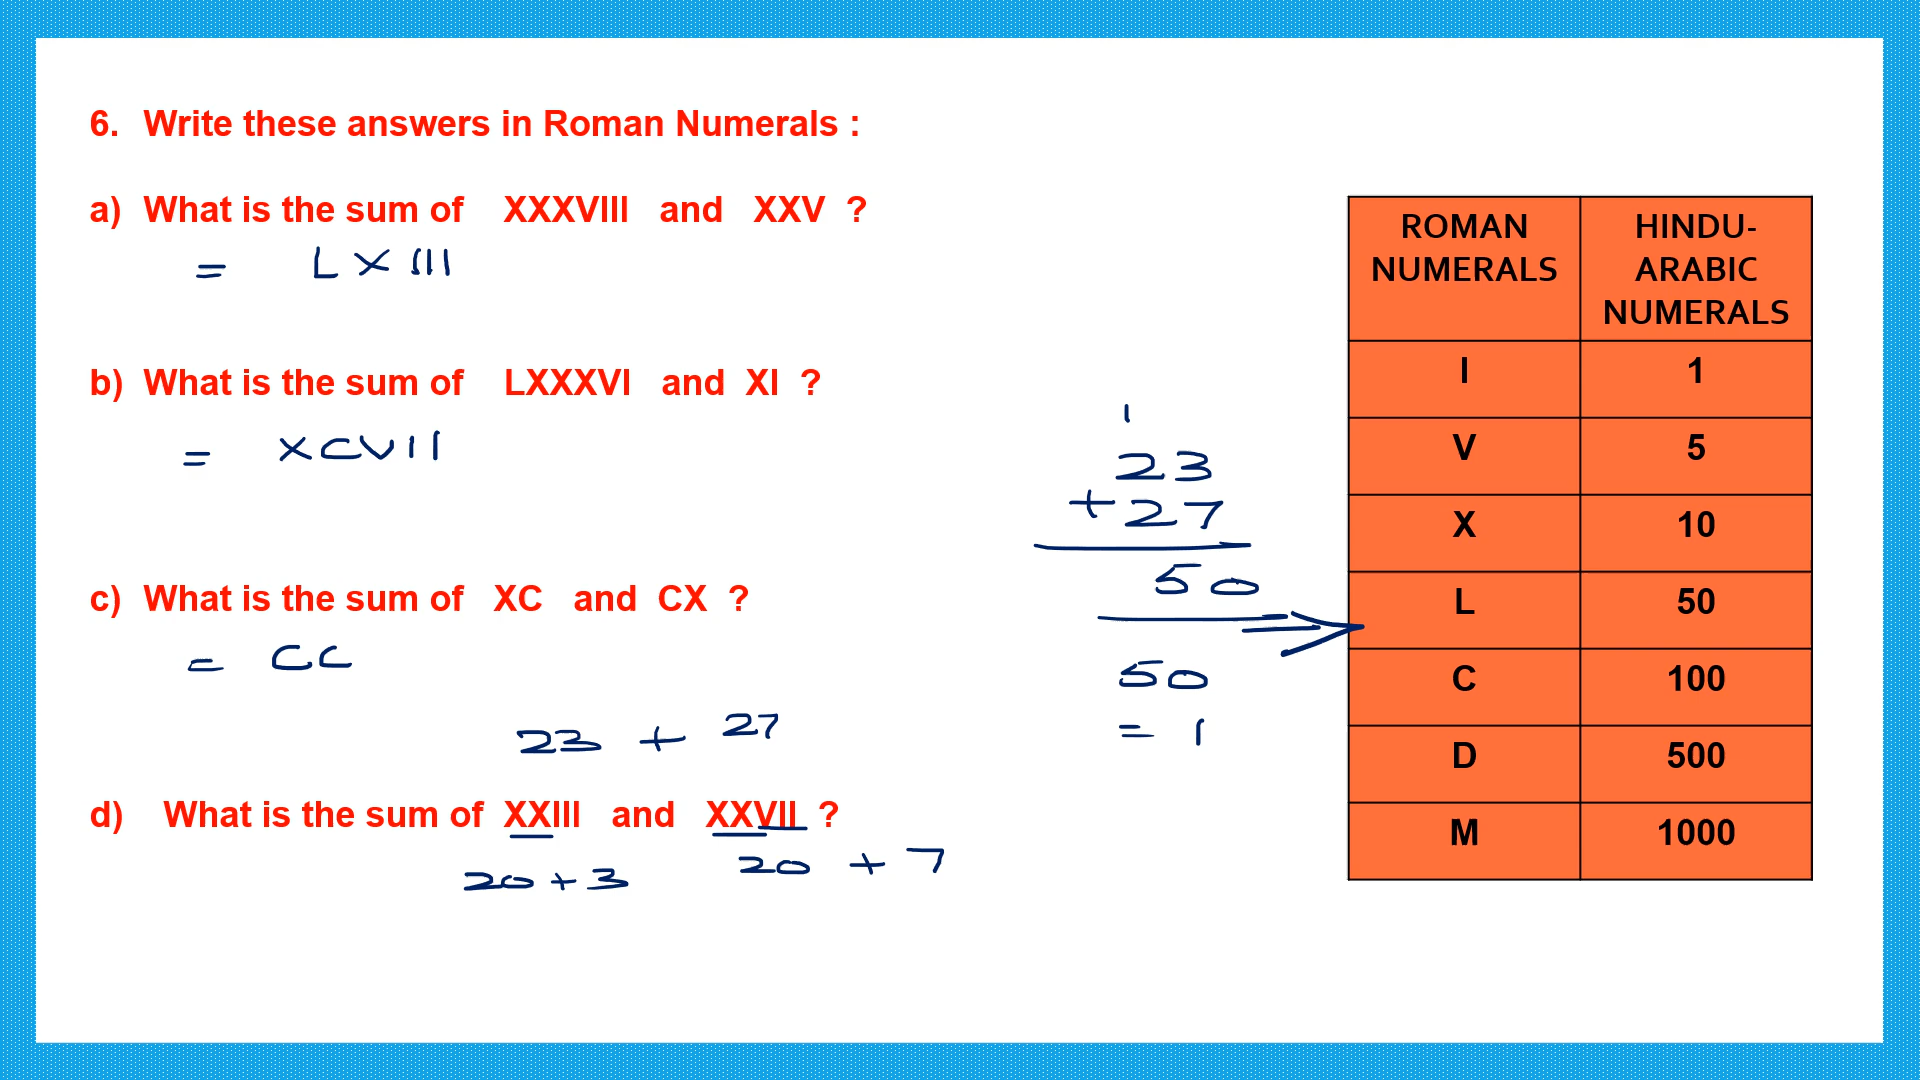 6. Write these answers in Roman Numerals :
a) What is the sum of XXXVIII and XXV ?
= LXIII
b) What is the sum of LXXXVI and XI ?
= XCVII
c) What is the sum of XC and CX ?
= CC
23 + 27
d) What is the sum of XXIII and XXVII ?
20 + 3 20 + 7
1
23
+ 27
50
50
= 1
ROMAN NUMERALS HINDU-ARABIC NUMERALS
I 1
V 5
X 10
L 50
C 100
D 500
M 1000